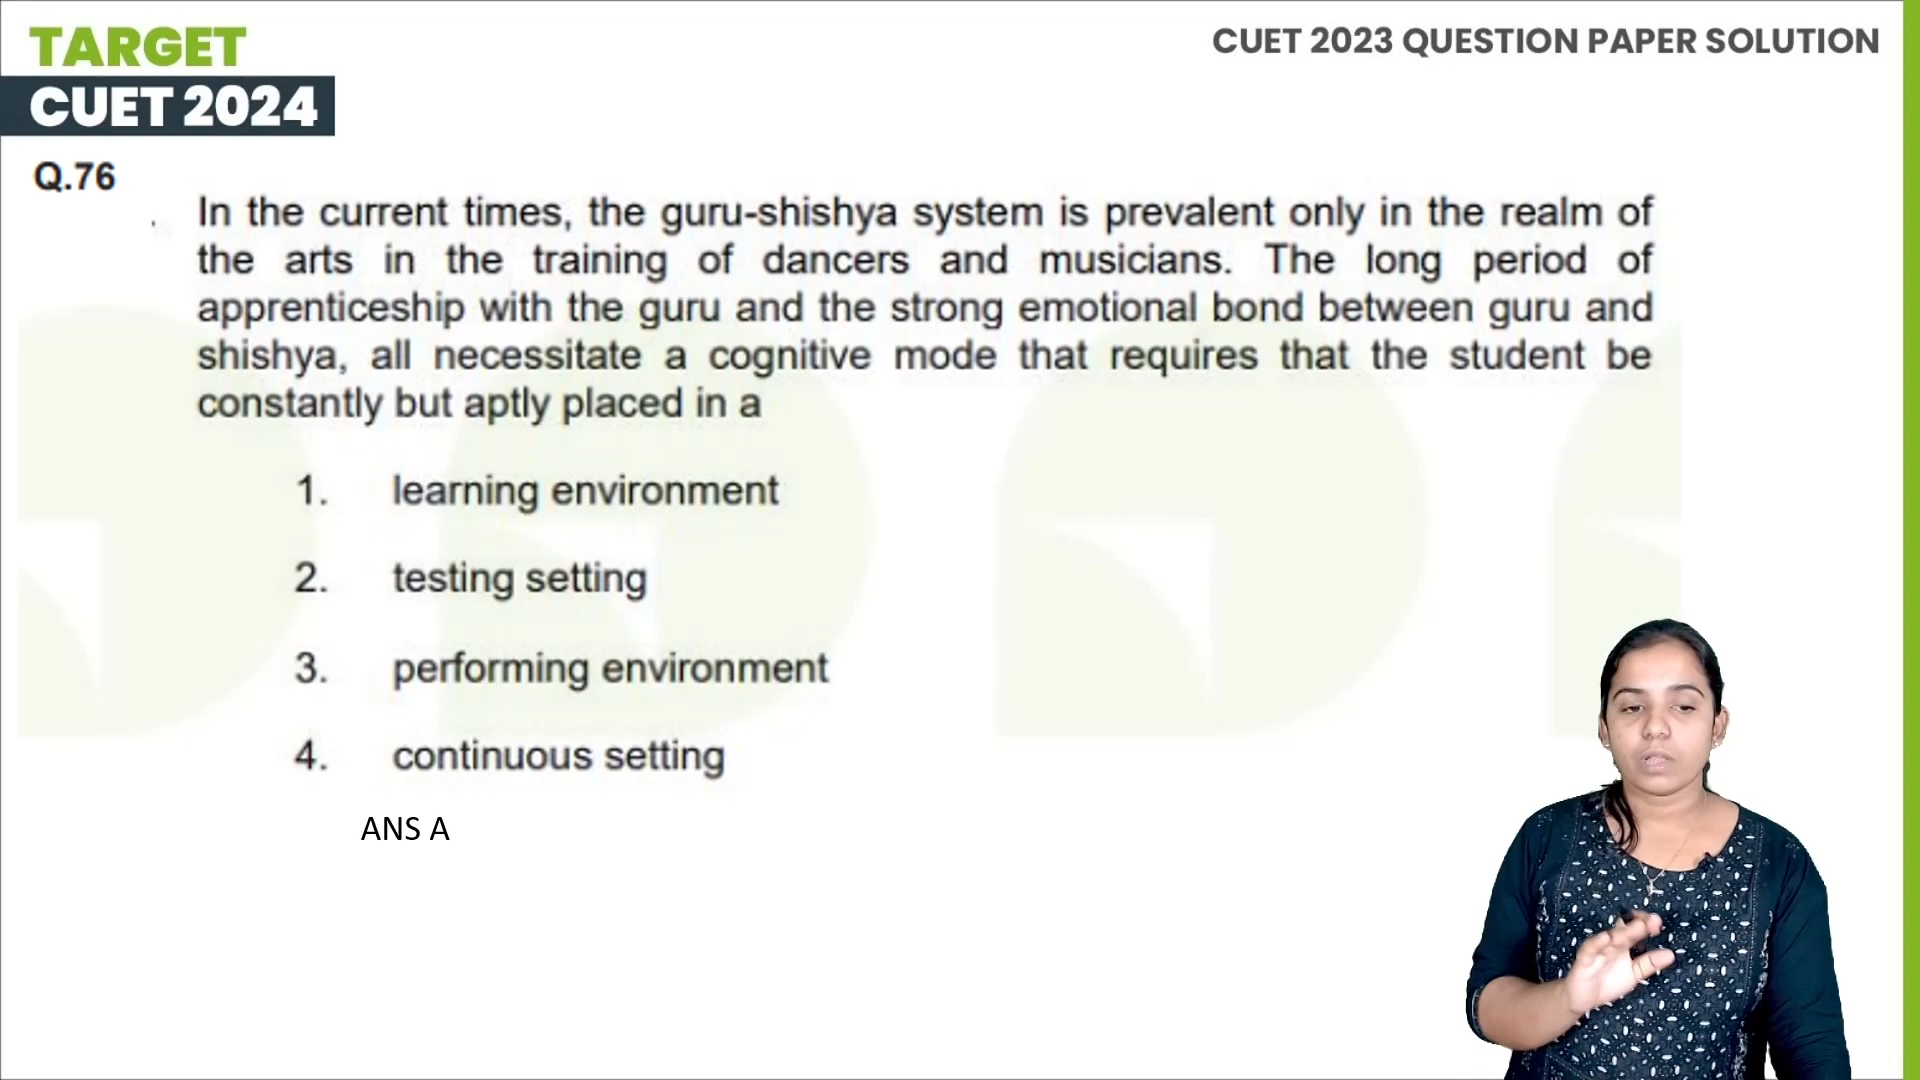 TARGET
CUET 2024
CUET 2023 QUESTION PAPER SOLUTION
Q.76
In the current times, the guru-shishya system is prevalent only in the realm of
the arts in the training of dancers and musicians. The long period of
apprenticeship with the guru and the strong emotional bond between guru and
shishya, all necessitate a cognitive mode that requires that the student be
constantly but aptly placed in a
1. learning environment
2. testing setting
3. performing environment
4. continuous setting
ANS A